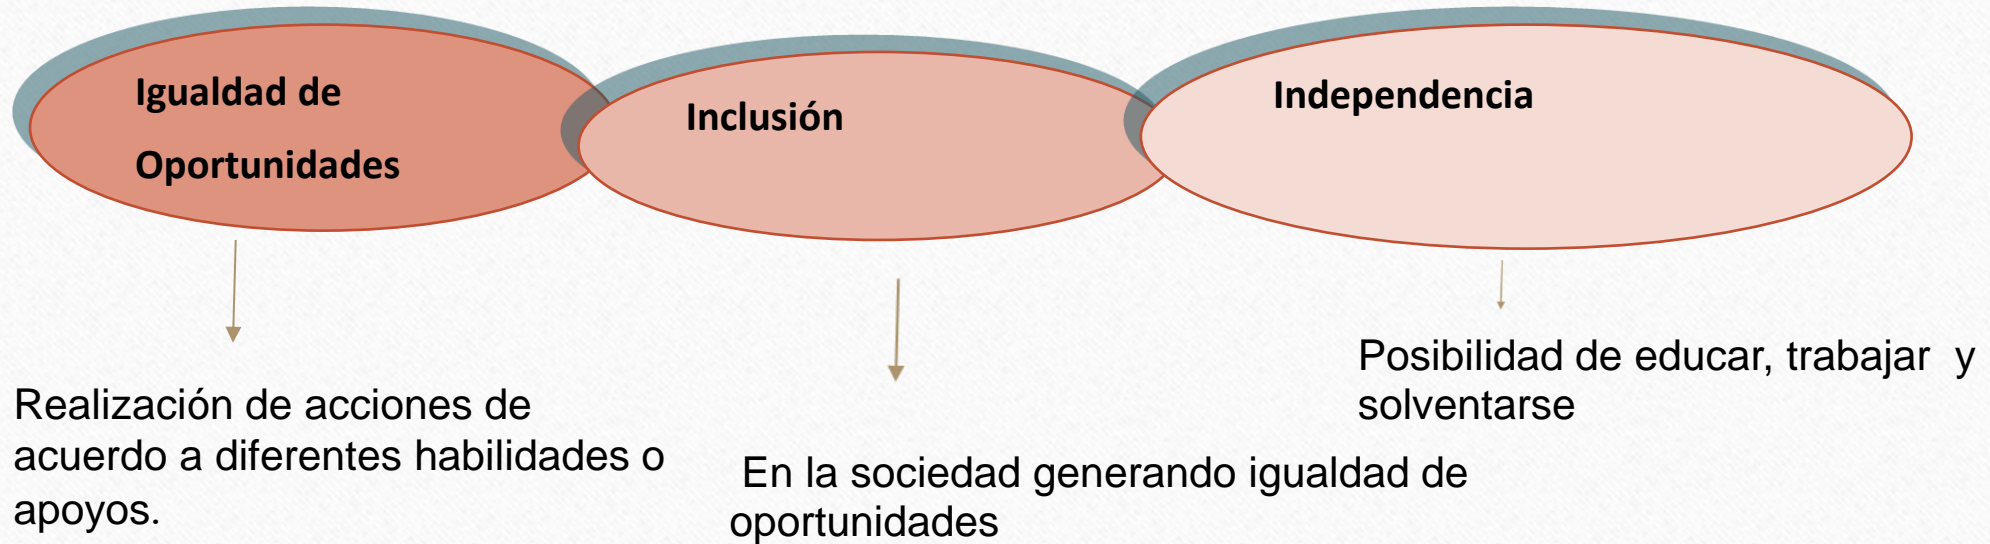 Igualdad de
Oportunidades
Inclusión
Independencia
Realización de acciones de
acuerdo a diferentes habilidades o
apoyos.
En la sociedad generando igualdad de
oportunidades
Posibilidad de educar, trabajar y
solventarse